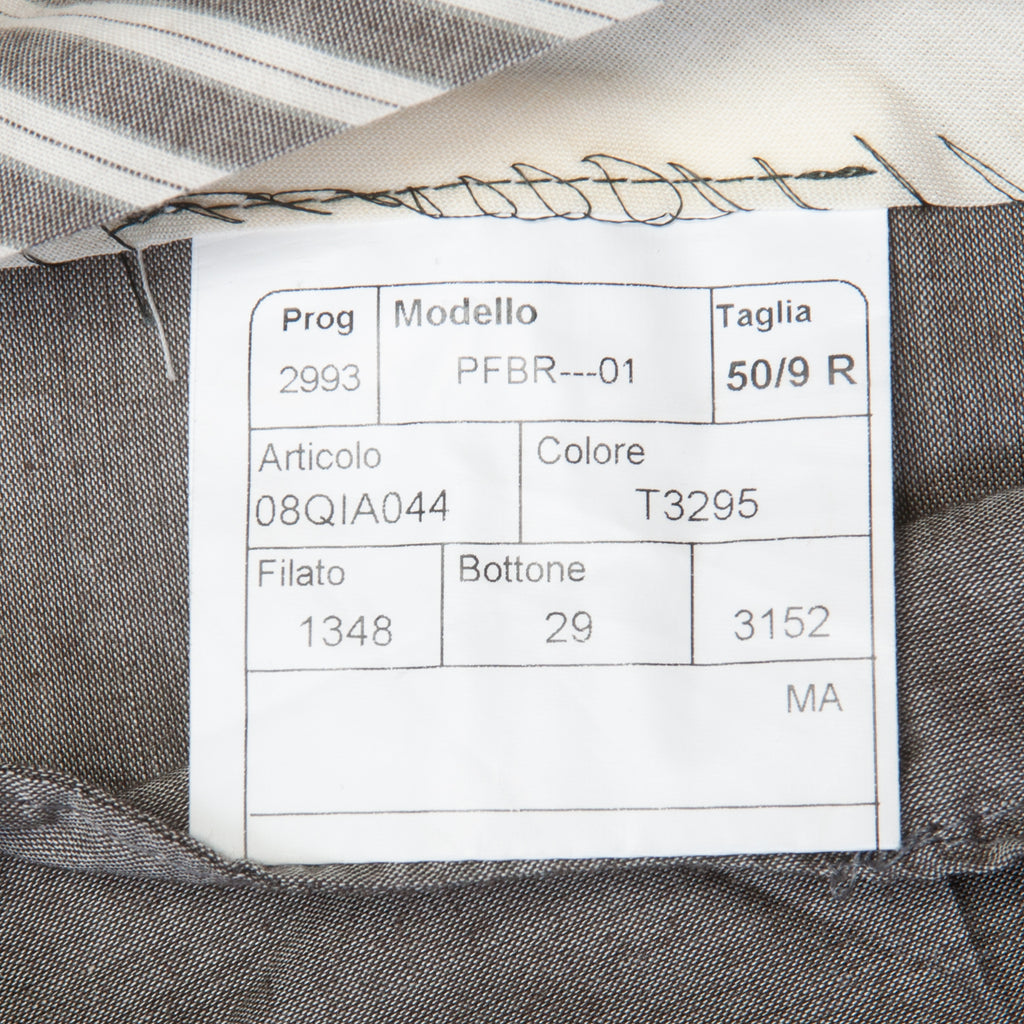 Prog Modello Taglia
2993 PFBR---01 50/9 R
Articolo Colore
08QIA044 T3295
Filato Bottone
1348 29 3152
MA